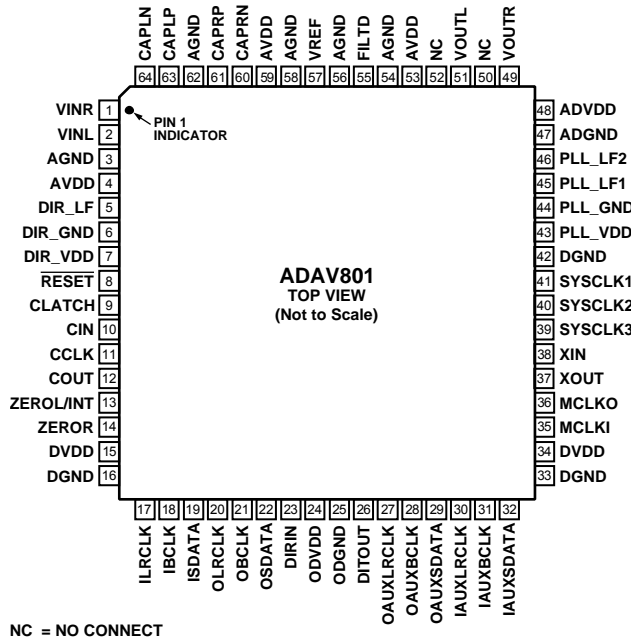 CAPLN
CAPLP
AGND
CAPRP
CAPRN
AVDD
AGND
VREF
AGND
FILTD
AGND
AVDD
NC
VOUTL
NC
VOUTR
64 63 62 61 60 59 58 57 56 55 54 53 52 51 50 49
VINR 1
VINL 2
AGND 3
AVDD 4
DIR_LF 5
DIR_GND 6
DIR_VDD 7
RESET 8
CLATCH 9
CIN 10
CCLK 11
COUT 12
ZEROL/INT 13
ZEROR 14
DVDD 15
DGND 16
PIN 1
INDICATOR
ADAV801
TOP VIEW
(Not to Scale)
48 ADVDD
47 ADGND
46 PLL_LF2
45 PLL_LF1
44 PLL_GND
43 PLL_VDD
42 DGND
41 SYSCLK1
40 SYSCLK2
39 SYSCLK3
38 XIN
37 XOUT
36 MCLKO
35 MCLKI
34 DVDD
33 DGND
17 18 19 20 21 22 23 24 25 26 27 28 29 30 31 32
ILRCLK
IBCLK
ISDATA
OLRCLK
OBCLK
OSDATA
DIRIN
ODVDD
ODGND
DITOUT
OAUXLRCLK
OAUXBCLK
OAUXSDATA
IAUXLRCLK
IAUXBCLK
IAUXSDATA
NC = NO CONNECT